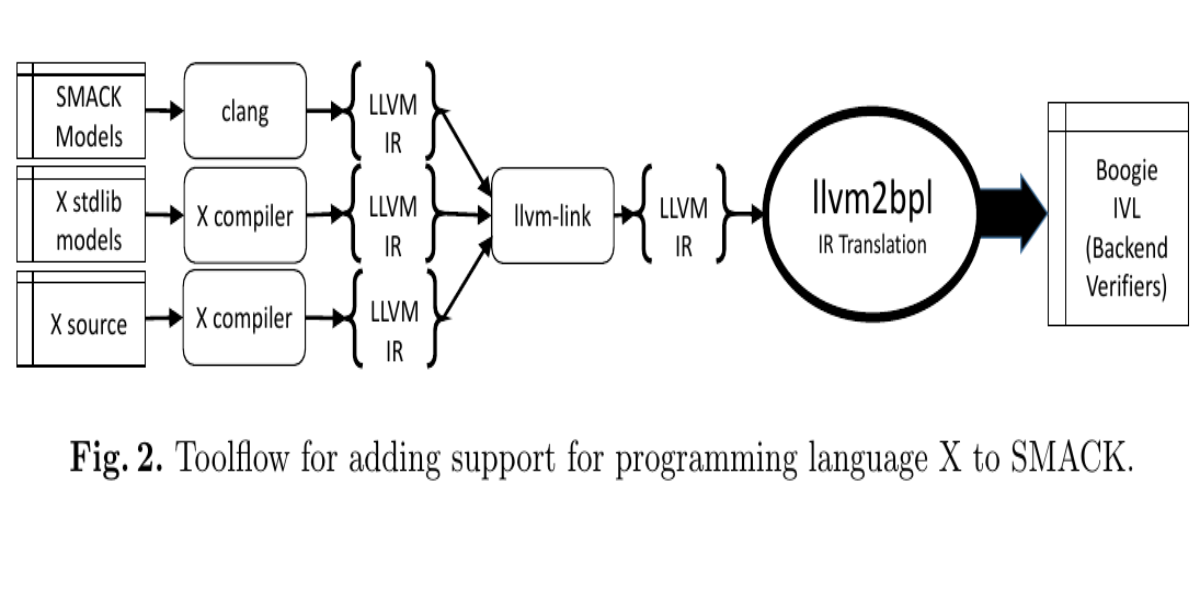 SMACK
Models
clang
LLVM
IR
X stdlib
models
X compiler
LLVM
IR
X source
X compiler
LLVM
IR
llvm-link
LLVM
IR
llvm2bpl
IR Translation
Boogie
IVL
(Backend
Verifiers)
Fig. 2. Toolflow for adding support for programming language X to SMACK.